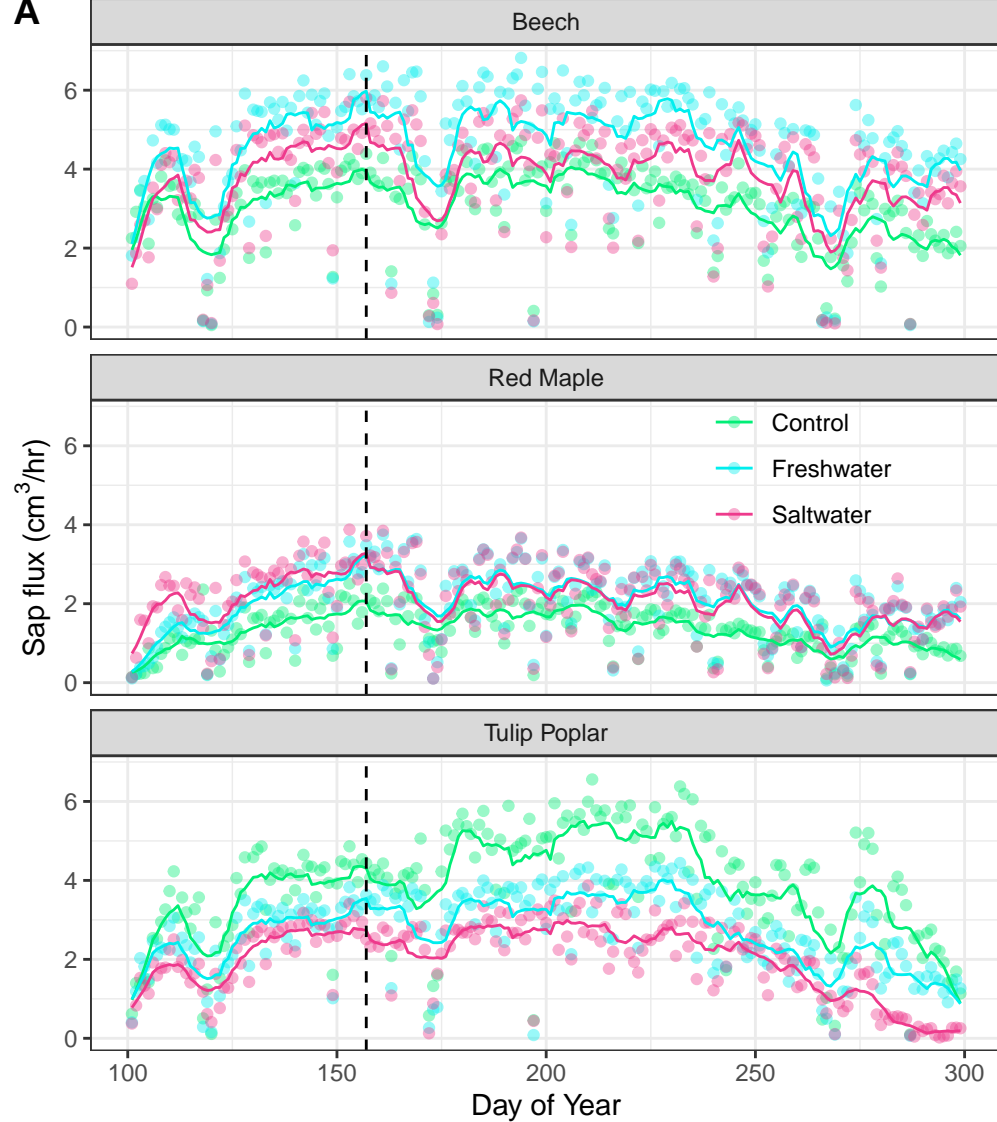 A
Beech
6
4
2
0
Red Maple
6
4
2
0
Control
Freshwater
Saltwater
Sap flux (cm³/hr)
Tulip Poplar
6
4
2
0
100 150 200 250 300
Day of Year